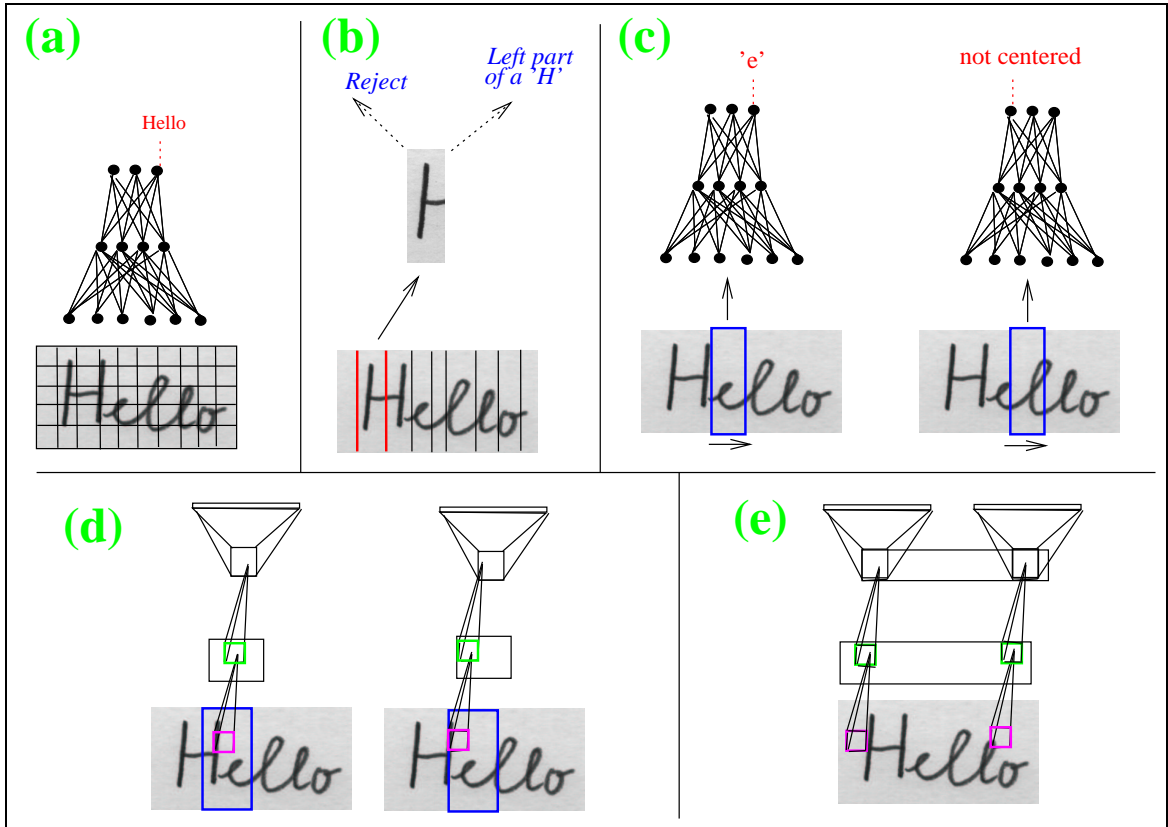 (a)
Hello
Hello
(b)
Reject
Left part
of a 'H'
H
Hello
(c)
'e'
not centered
Hello
Hello
(d)
Hello
Hello
(e)
Hello